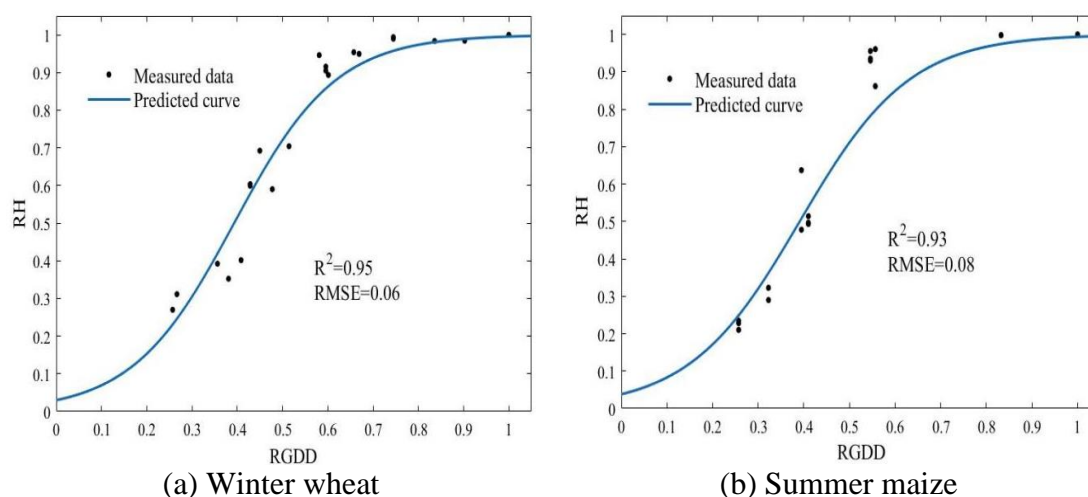 1
0.9
0.8
0.7
0.6
0.5
0.4
0.3
0.2
0.1
0
RH
Measured data
Predicted curve
R²=0.95
RMSE=0.06
0 0.1 0.2 0.3 0.4 0.5 0.6 0.7 0.8 0.9 1
RGDD
(a) Winter wheat
1
0.9
0.8
0.7
0.6
0.5
0.4
0.3
0.2
0.1
0
RH
Measured data
Predicted curve
R²=0.93
RMSE=0.08
0 0.1 0.2 0.3 0.4 0.5 0.6 0.7 0.8 0.9 1
RGDD
(b) Summer maize